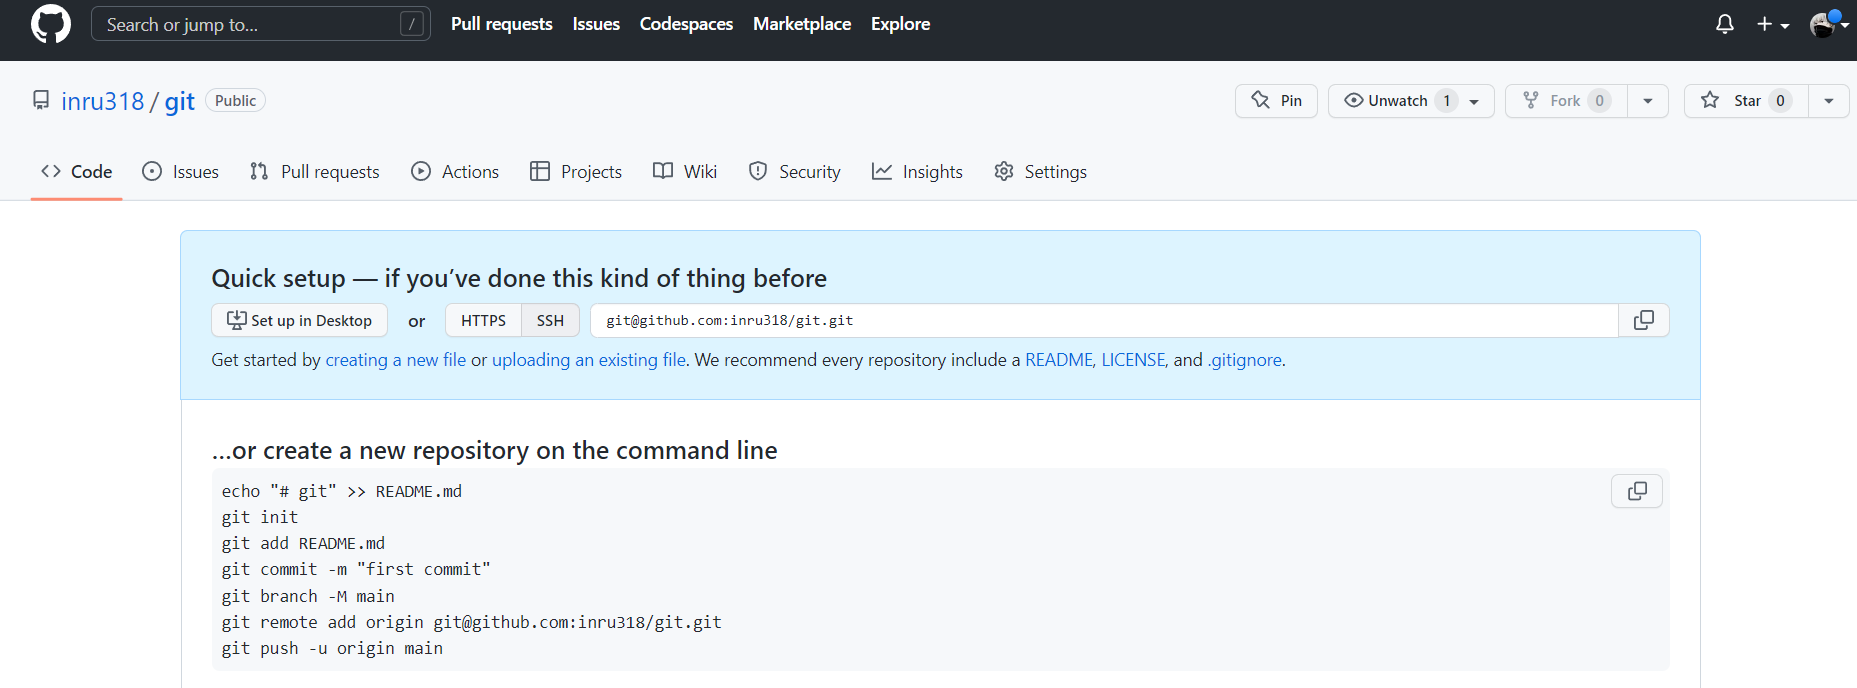 Search or jump to... / Pull requests Issues Codespaces Marketplace Explore
inru318 / git Public Pin Unwatch 1 Fork 0 Star 0
Code Issues Pull requests Actions Projects Wiki Security Insights Settings
Quick setup — if you’ve done this kind of thing before
Set up in Desktop or HTTPS SSH git@github.com:inru318/git.git
Get started by creating a new file or uploading an existing file. We recommend every repository include a README, LICENSE, and .gitignore.
…or create a new repository on the command line
echo "# git" >> README.md
git init
git add README.md
git commit -m "first commit"
git branch -M main
git remote add origin git@github.com:inru318/git.git
git push -u origin main